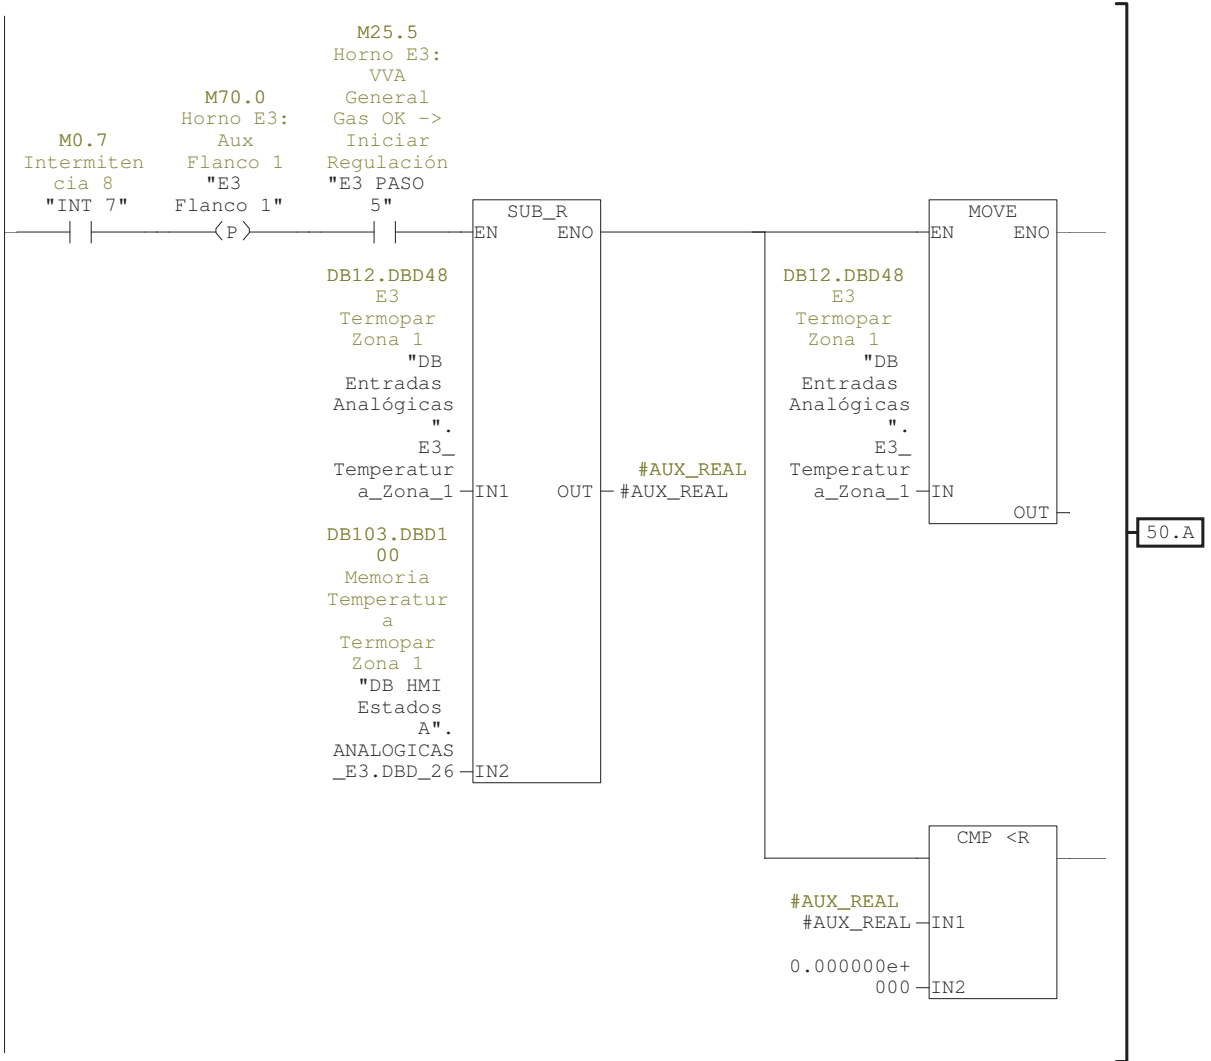 M25.5
Horno E3:
VVA
General
Gas OK ->
Iniciar
Regulación
"E3 PASO
5"
M70.0
Horno E3:
Aux
Flanco 1
"E3
Flanco 1"
M0.7
Intermiten
cia 8
"INT 7"
P
SUB_R
EN
ENO
DB12.DBD48
E3
Termopar
Zona 1
"DB
Entradas
Analógicas
".
E3_
Temperatur
a_Zona_1
IN1
OUT
#AUX_REAL
#AUX_REAL
DB103.DBD1
00
Memoria
Temperatur
a
Termopar
Zona 1
"DB HMI
Estados
A".
ANALOGICAS
_E3.DBD_26
IN2
MOVE
EN
ENO
DB12.DBD48
E3
Termopar
Zona 1
"DB
Entradas
Analógicas
".
E3_
Temperatur
a_Zona_1
IN
OUT
50.A
CMP <R
#AUX_REAL
#AUX_REAL
IN1
0.000000e+
000
IN2